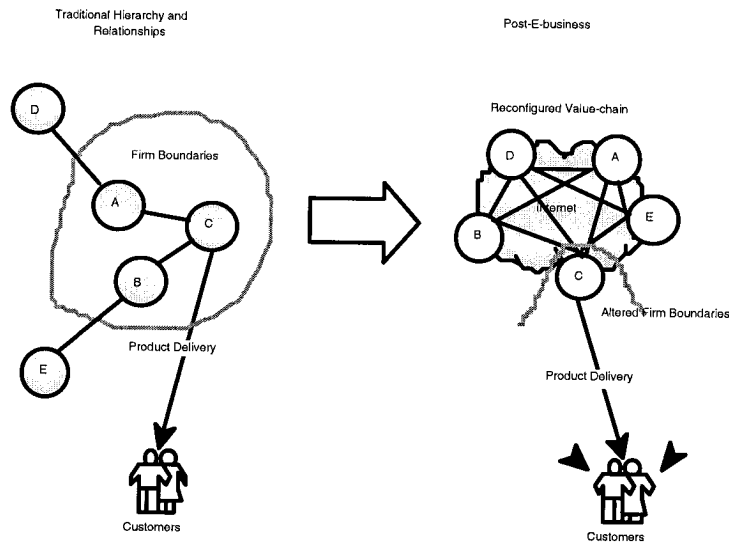 Traditional Hierarchy and
Relationships
D
Firm Boundaries
A
C
B
E
Product Delivery
Customers
Post-E-business
Reconfigured Value-chain
D
A
Internet
B
E
C
Altered Firm Boundaries
Product Delivery
Customers